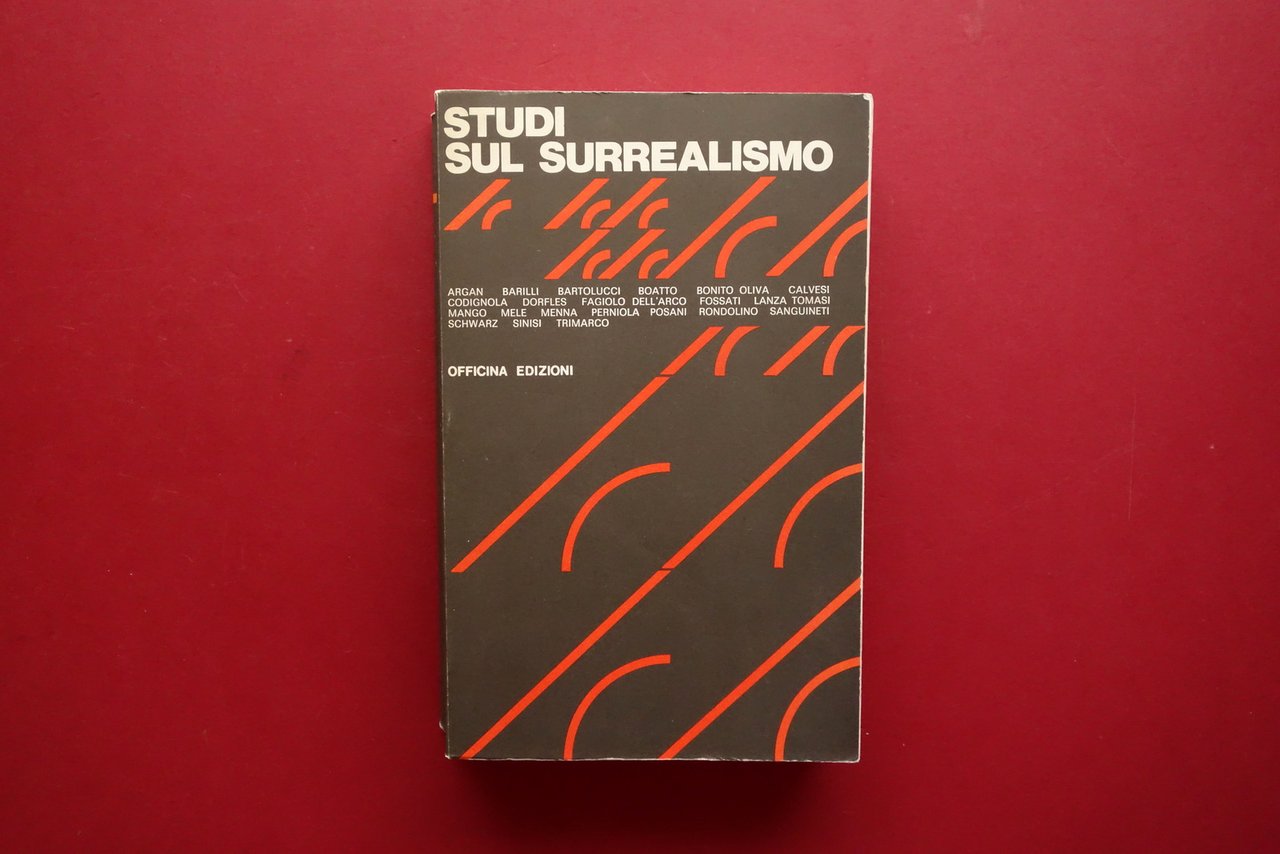 STUDI
SUL SURREALISMO
ARGAN BARILLI BARTOLUCCI BOATTO BONITO OLIVA CALVESI
CODIGNOLA DORFLES FAGIOLO DELL'ARCO FOSSATI LANZA TOMASI
MANGO MELE MENNA PERNIOLA POSANI RONDOLINO SANGUINETI
SCHWARZ SINISI TRIMARCO
OFFICINA EDIZIONI